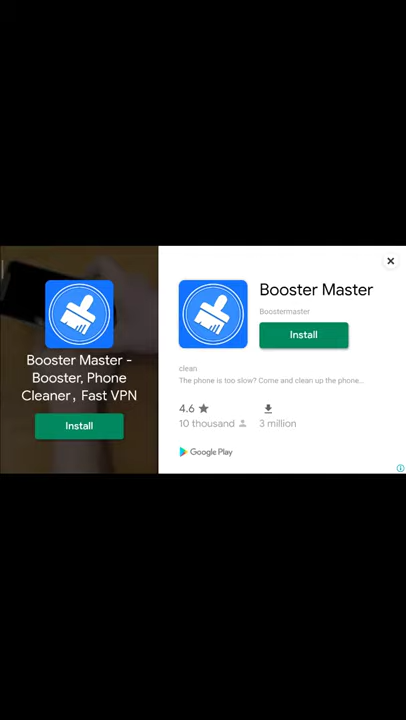 Booster Master -
Booster, Phone
Cleaner, Fast VPN
Install
Booster Master
Boostermaster
Install
clean
The phone is too slow? Come and clean up the phone...
4.6
10 thousand
3 million
Google Play